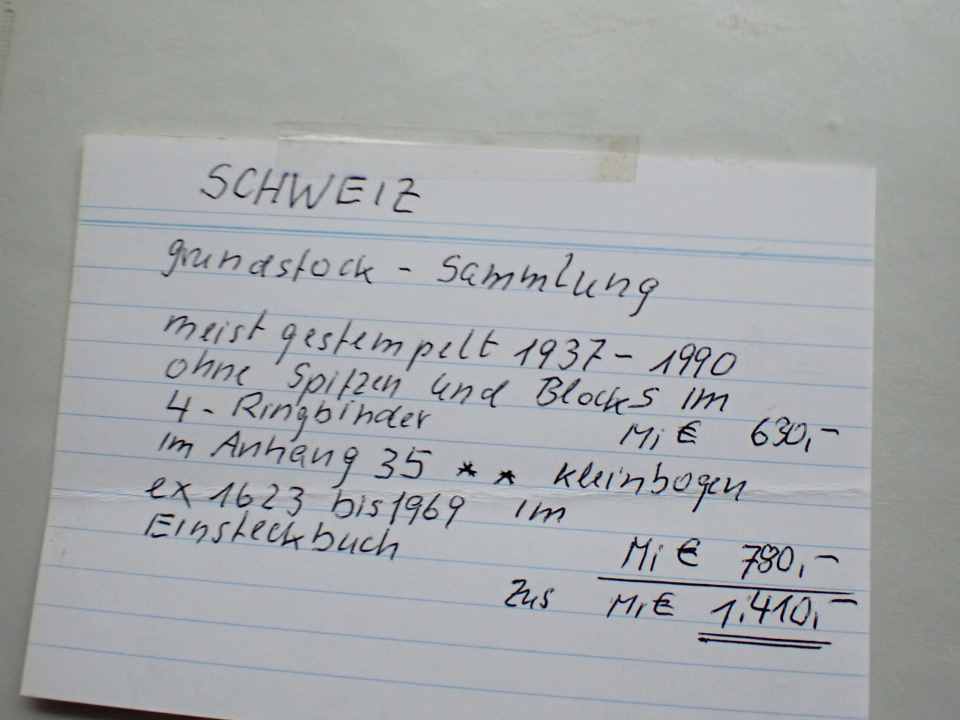 SCHWEIZ
grundstock - Sammlung
meist gestempelt 1937 - 1990
ohne Spitzen und Blocks im
4 - Ringbinder Mi € 630,-
im Anhang 35 ** Kleinbogen
ex 1623 bis 1969 im
Einsteckbuch
Mi € 780,-
Zus Mi € 1.410,-